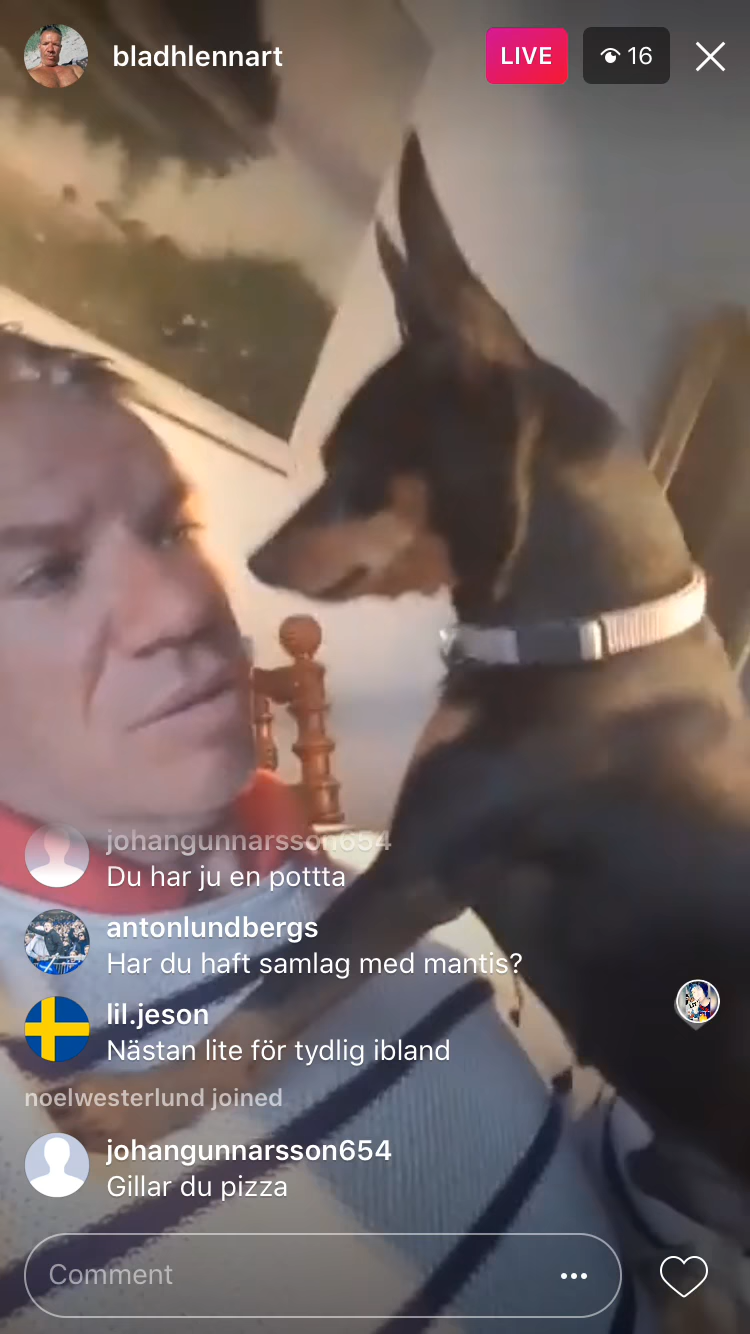 bladhlennart
LIVE
16
johangunnarsson654
Du har ju en pottta
antonlundbergs
Har du haft samlag med mantis?
lil.jeson
Nästan lite för tydlig ibland
noelwesterlund joined
johangunnarsson654
Gillar du pizza
Comment